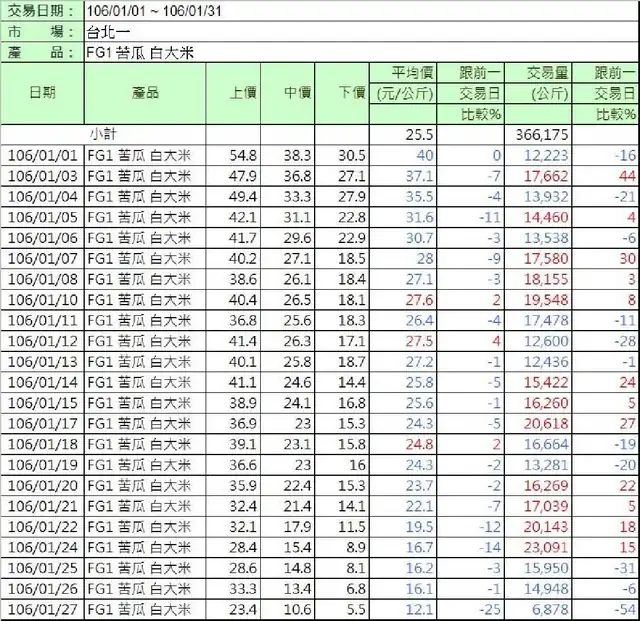 交易日期： 106/01/01 ~ 106/01/31
市　　場： 台北一
產　　品： FG1 苦瓜 白大米
日期 產品 上價 中價 下價 平均價 (元/公斤) 跟前一 交易日 比較% 交易量 (公斤) 跟前一 交易日 比較%
小計 25.5 366,175
106/01/01 FG1 苦瓜 白大米 54.8 38.3 30.5 40 0 12,223 -16
106/01/03 FG1 苦瓜 白大米 47.9 36.8 27.1 37.1 -7 17,662 44
106/01/04 FG1 苦瓜 白大米 49.4 33.3 27.9 35.5 -4 13,932 -21
106/01/05 FG1 苦瓜 白大米 42.1 31.1 22.8 31.6 -11 14,460 4
106/01/06 FG1 苦瓜 白大米 41.7 29.6 22.9 30.7 -3 13,538 -6
106/01/07 FG1 苦瓜 白大米 40.2 27.1 18.5 28 -9 17,580 30
106/01/08 FG1 苦瓜 白大米 38.6 26.1 18.4 27.1 -3 18,155 3
106/01/10 FG1 苦瓜 白大米 40.4 26.5 18.1 27.6 2 19,548 8
106/01/11 FG1 苦瓜 白大米 36.8 25.6 18.3 26.4 -4 17,478 -11
106/01/12 FG1 苦瓜 白大米 41.4 26.3 17.1 27.5 4 12,600 -28
106/01/13 FG1 苦瓜 白大米 40.1 25.8 18.7 27.2 -1 12,436 -1
106/01/14 FG1 苦瓜 白大米 41.1 24.6 14.4 25.8 -5 15,422 24
106/01/15 FG1 苦瓜 白大米 38.9 24.1 16.8 25.6 -1 16,260 5
106/01/17 FG1 苦瓜 白大米 36.9 23 15.3 24.3 -5 20,618 27
106/01/18 FG1 苦瓜 白大米 39.1 23.1 15.8 24.8 2 16,664 -19
106/01/19 FG1 苦瓜 白大米 36.6 23 16 24.3 -2 13,281 -20
106/01/20 FG1 苦瓜 白大米 35.9 22.4 15.3 23.7 -2 16,269 22
106/01/21 FG1 苦瓜 白大米 32.4 21.4 14.1 22.1 -7 17,039 5
106/01/22 FG1 苦瓜 白大米 32.1 17.9 11.5 19.5 -12 20,143 18
106/01/24 FG1 苦瓜 白大米 28.4 15.4 8.9 16.7 -14 23,091 15
106/01/25 FG1 苦瓜 白大米 28.6 14.8 8.1 16.2 -3 15,950 -31
106/01/26 FG1 苦瓜 白大米 33.3 13.4 6.8 16.1 -1 14,948 -6
106/01/27 FG1 苦瓜 白大米 23.4 10.6 5.5 12.1 -25 6,878 -54